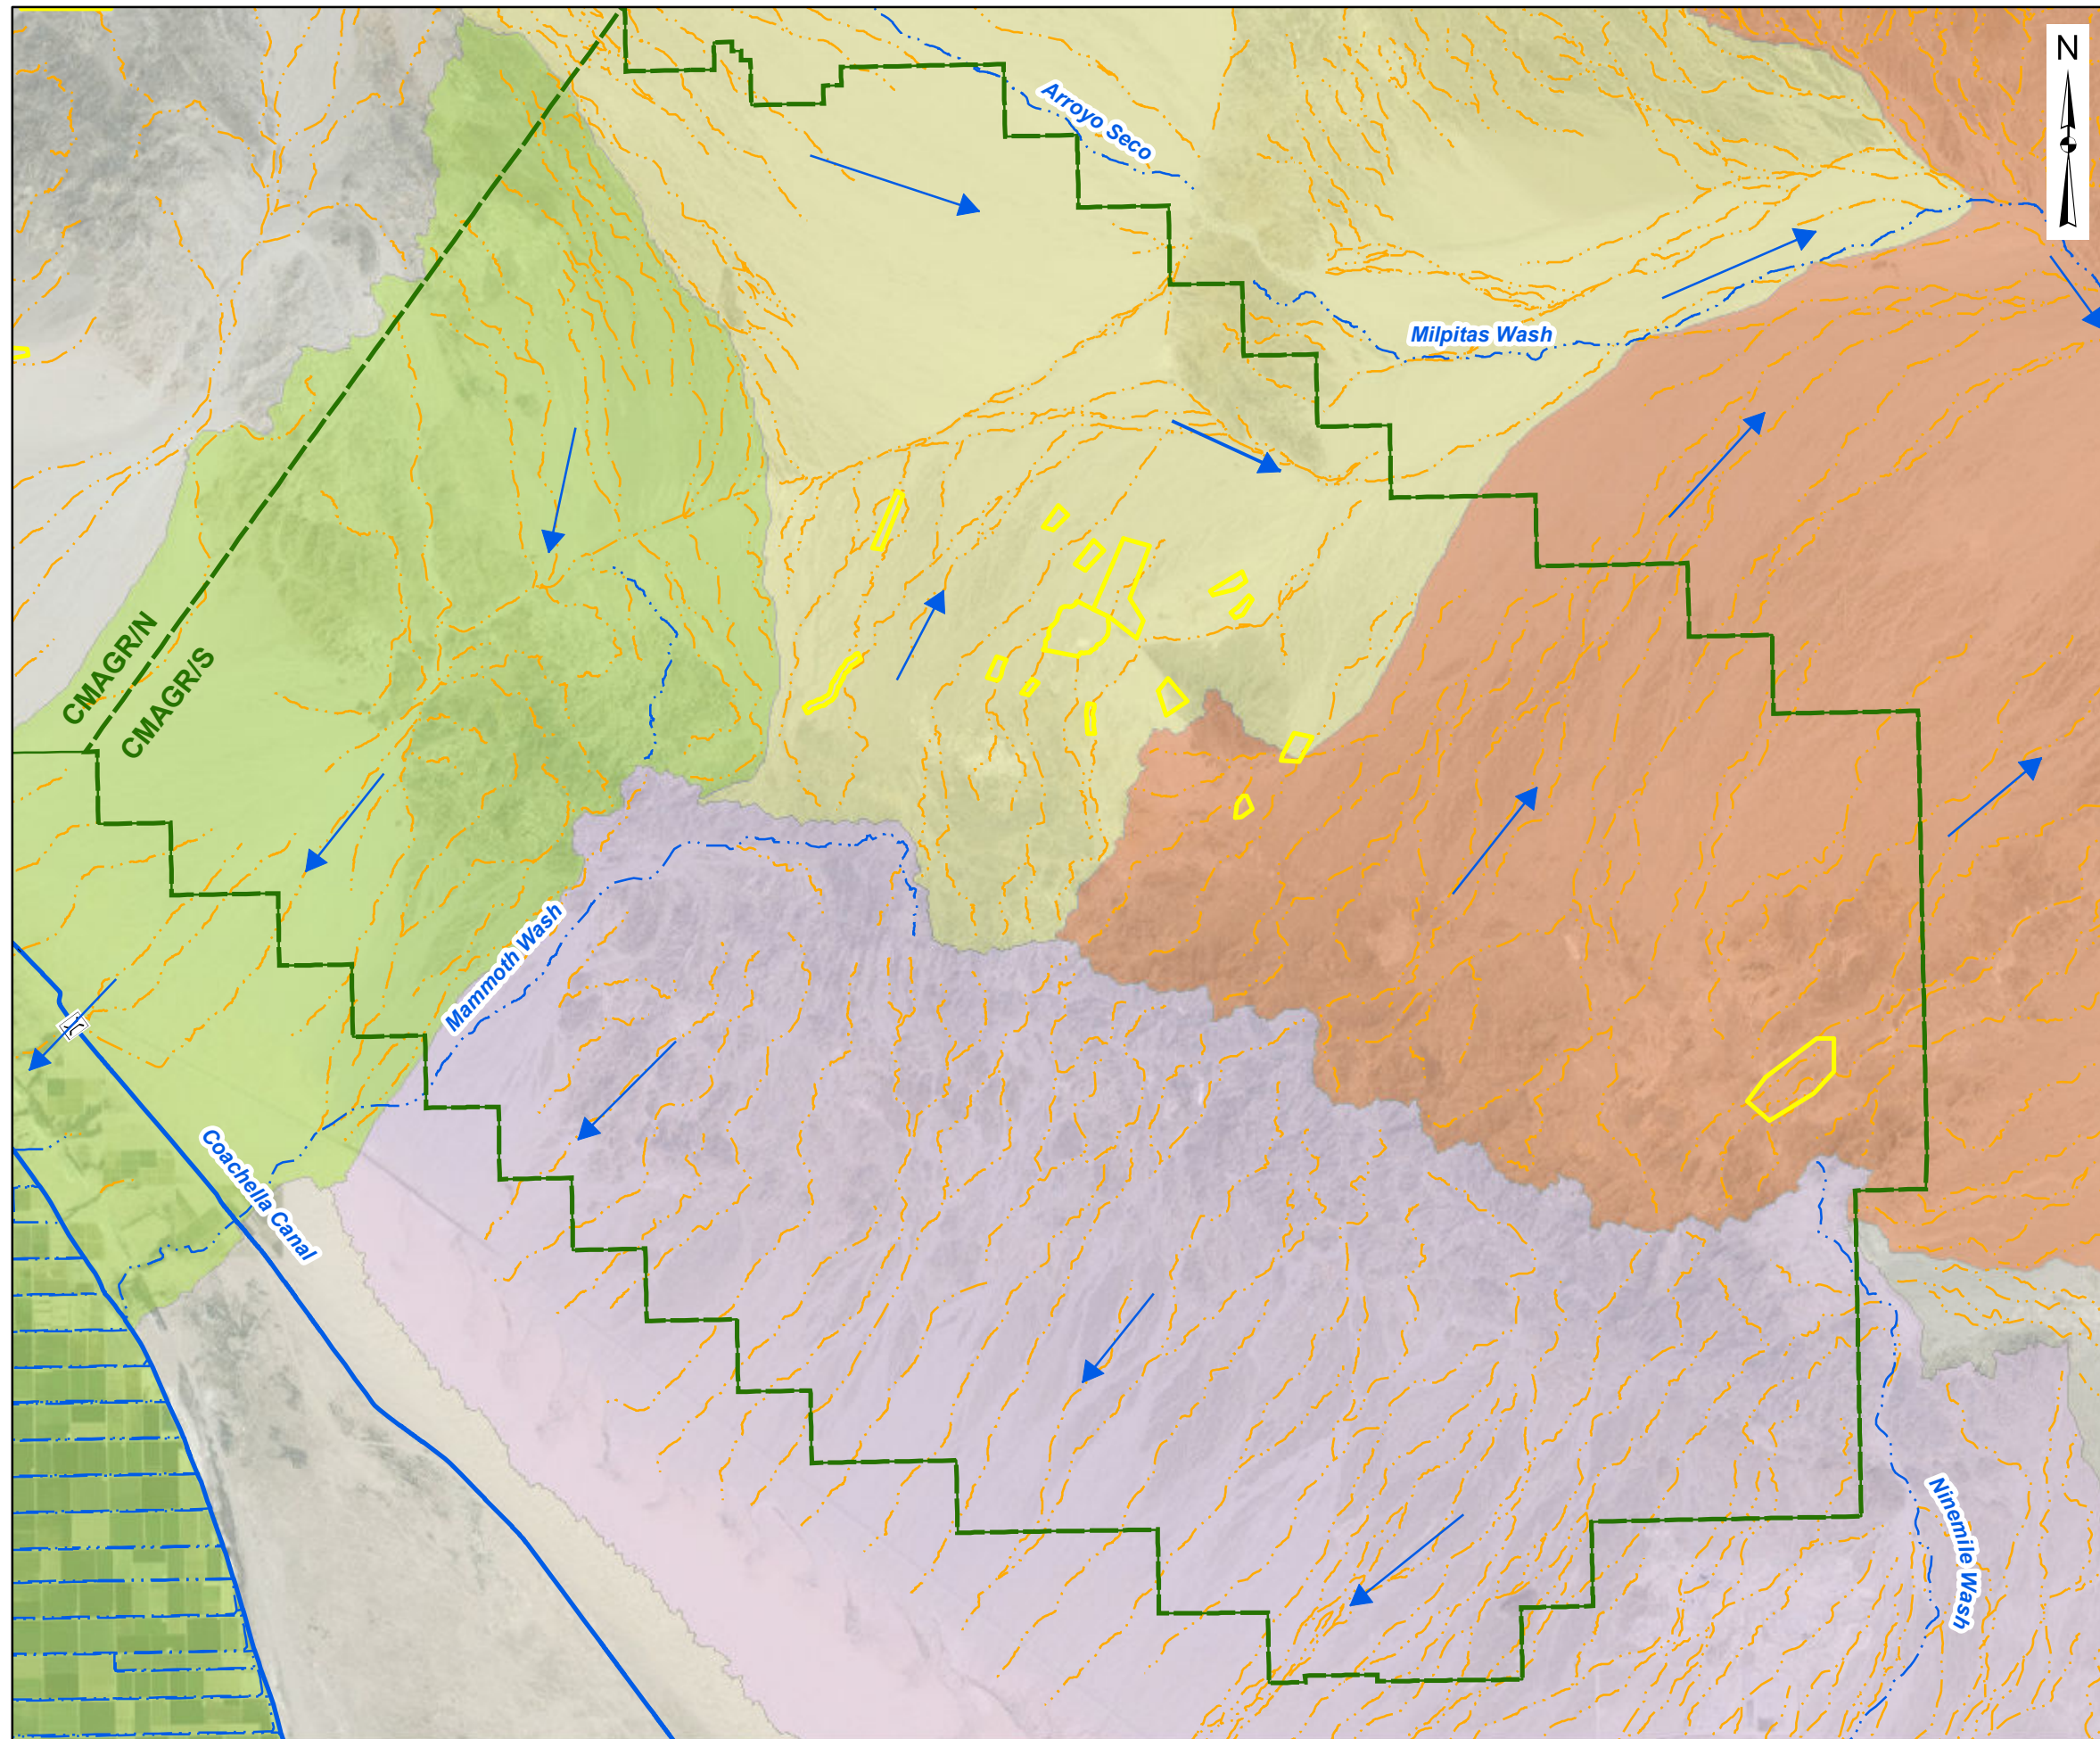 N
Arroyo Seco
Milpitas Wash
CMAGR/N
CMAGR/S
Mammoth Wash
Coachella Canal
Ninemile Wash